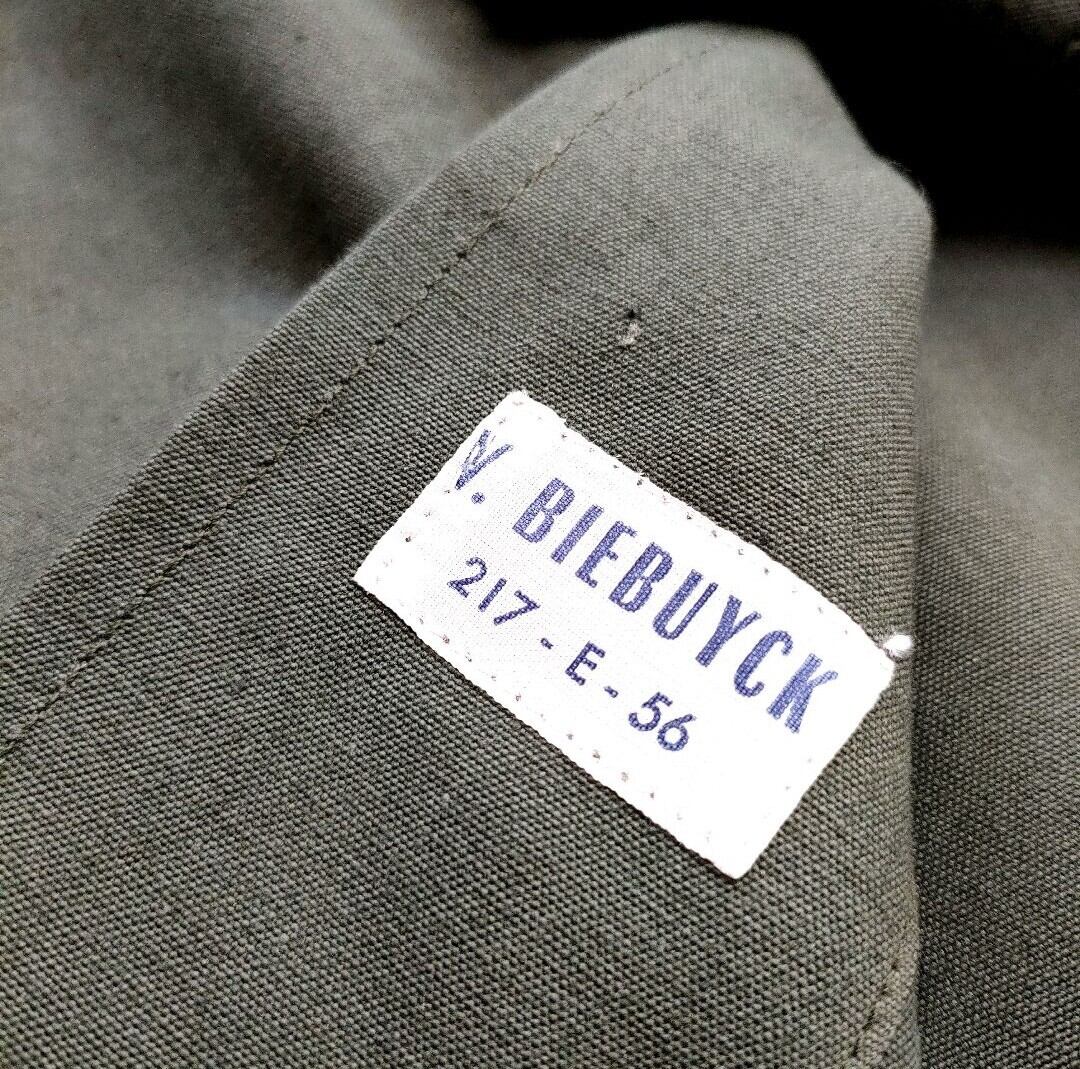 V. BIEBUYCK
217 - E - 56